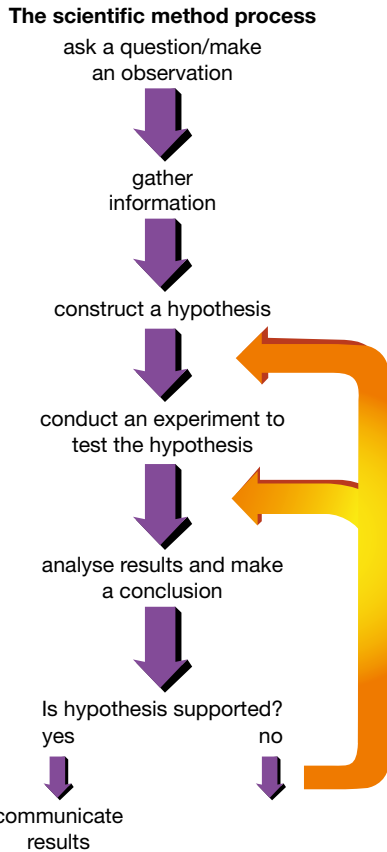 The scientific method process
ask a question/make
an observation
gather
information
construct a hypothesis
conduct an experiment to
test the hypothesis
analyse results and make
a conclusion
Is hypothesis supported?
yes no
communicate
results